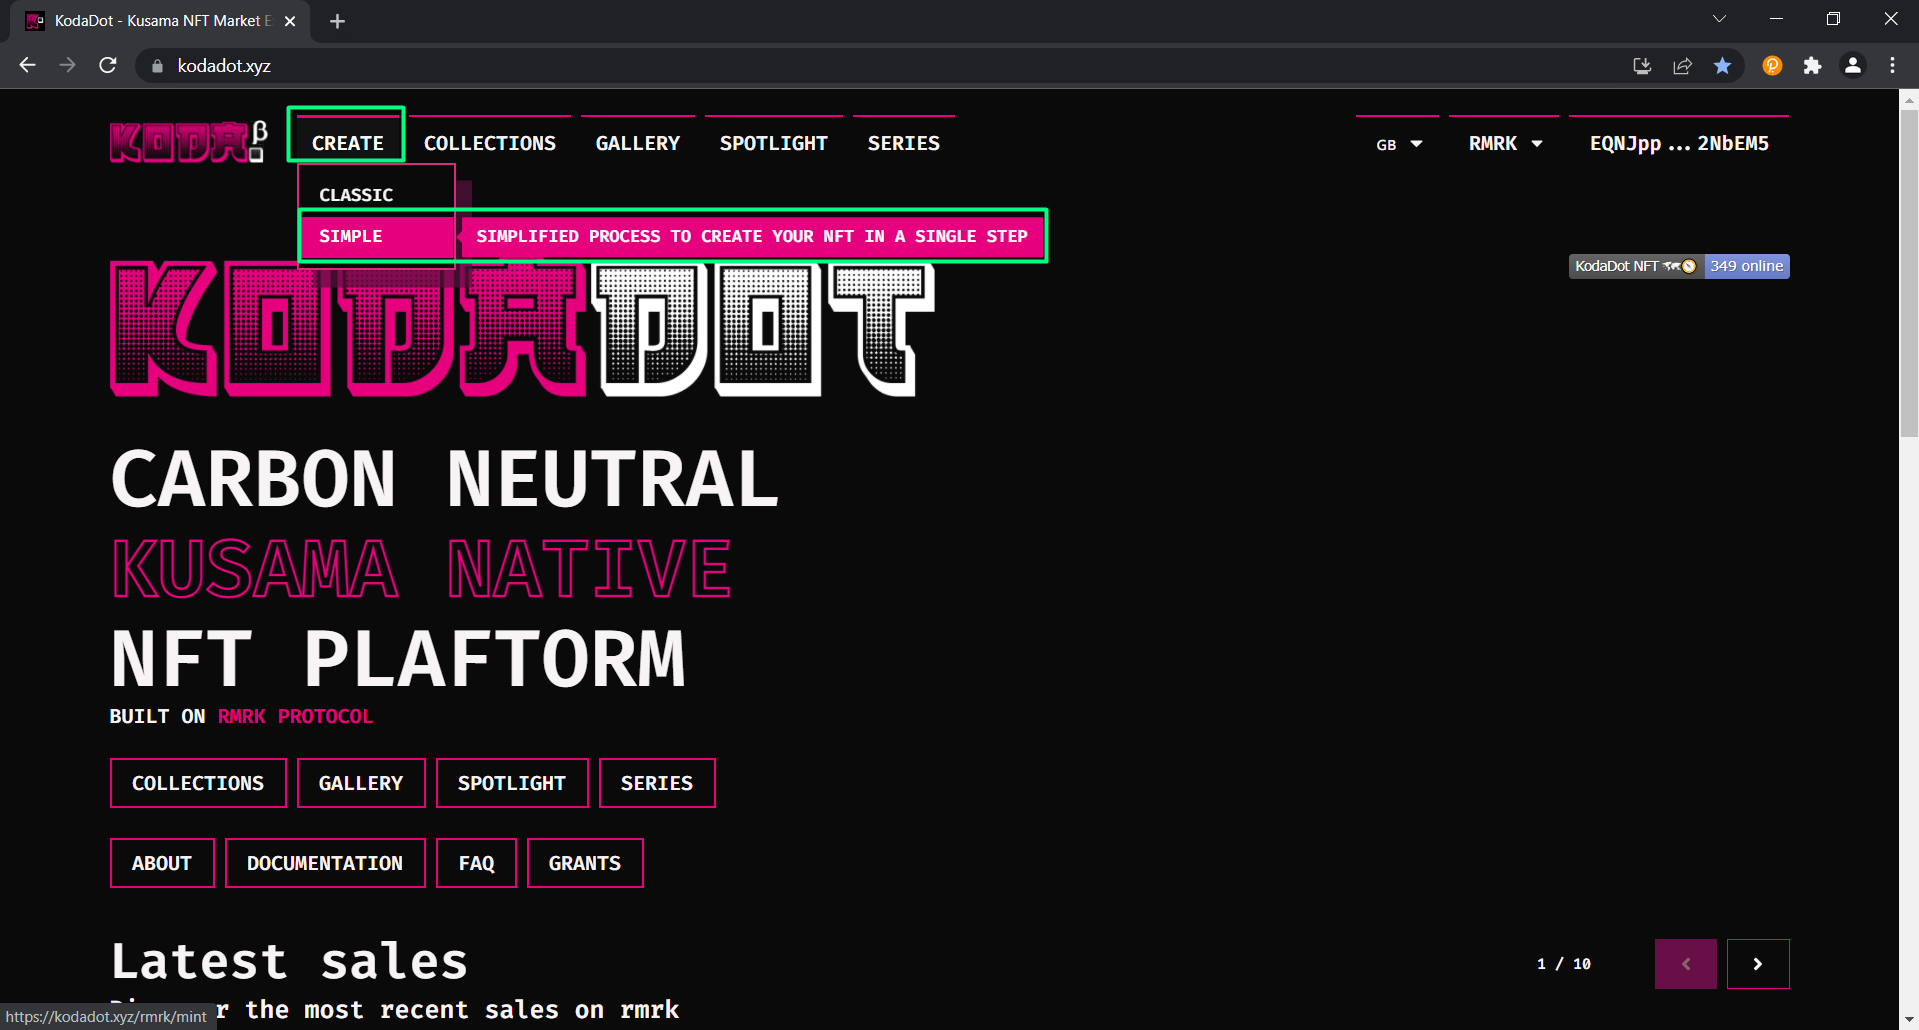 KodaDot - Kusama NFT Market E
kodadot.xyz
KODA β
CREATE
COLLECTIONS
GALLERY
SPOTLIGHT
SERIES
GB
RMRK
EQNJpp ... 2NbEM5
CLASSIC
SIMPLE
SIMPLIFIED PROCESS TO CREATE YOUR NFT IN A SINGLE STEP
KodaDot NFT
349 online
KODADOT
CARBON NEUTRAL
KUSAMA NATIVE
NFT PLAFTORM
BUILT ON RMRK PROTOCOL
COLLECTIONS
GALLERY
SPOTLIGHT
SERIES
ABOUT
DOCUMENTATION
FAQ
GRANTS
Latest sales
1 / 10
r the most recent sales on rmrk
https://kodadot.xyz/rmrk/mint